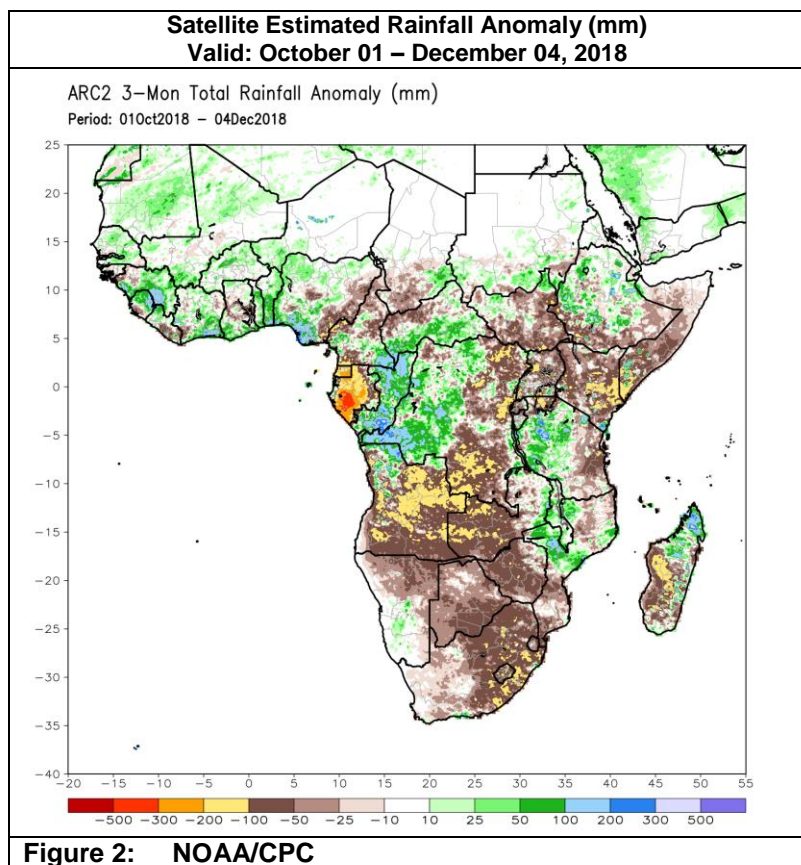 Satellite Estimated Rainfall Anomaly (mm)
Valid: October 01 – December 04, 2018
ARC2 3-Mon Total Rainfall Anomaly (mm)
Period: 01Oct2018 – 04Dec2018
25
20
15
10
5
0
-5
-10
-15
-20
-25
-30
-35
-40
-20 -15 -10 -5 0 5 10 15 20 25 30 35 40 45 50 55
-500 -300 -200 -100 -50 -25 -10 10 25 50 100 200 300 500
Figure 2: NOAA/CPC